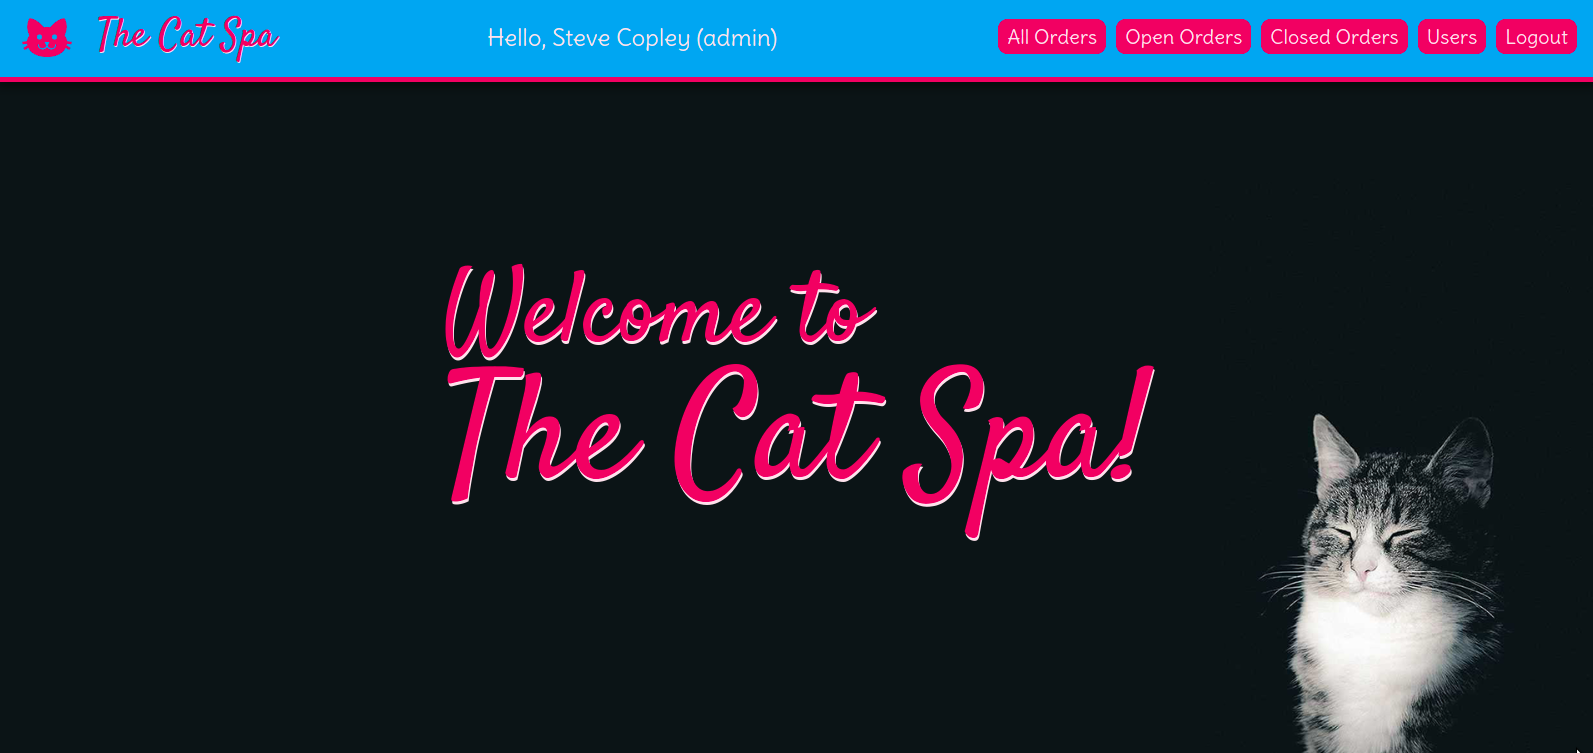 The Cat Spa
Hello, Steve Copley (admin)
All Orders
Open Orders
Closed Orders
Users
Logout
Welcome to
The Cat Spa!